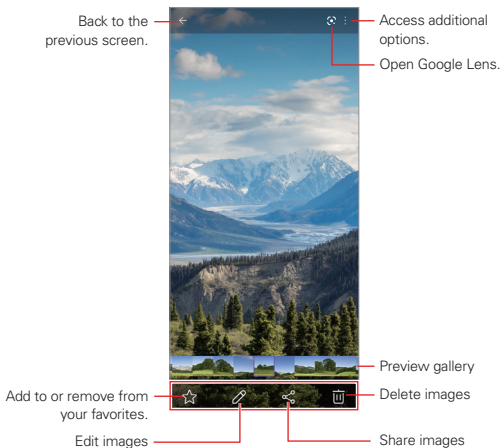 Back to the
previous screen.
Access additional
options.
Open Google Lens.
Preview gallery
Add to or remove from
your favorites.
Delete images
Edit images
Share images